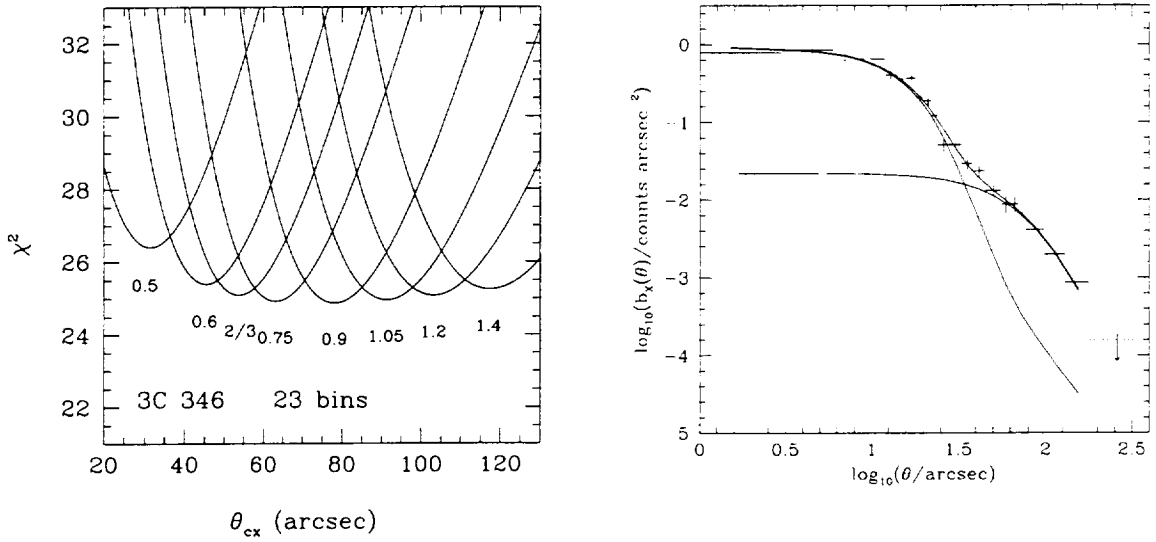 32
30
28
26
24
22
χ²
0.5
0.6
2/3
0.75
0.9
1.05
1.2
1.4
3C 346 23 bins
20 40 60 80 100 120
θcx (arcsec)
0
−1
−2
−3
−4
5
log₁₀(bₓ(θ)/counts arcsec ²)
0 0.5 1 1.5 2 2.5
log₁₀(θ/arcsec)